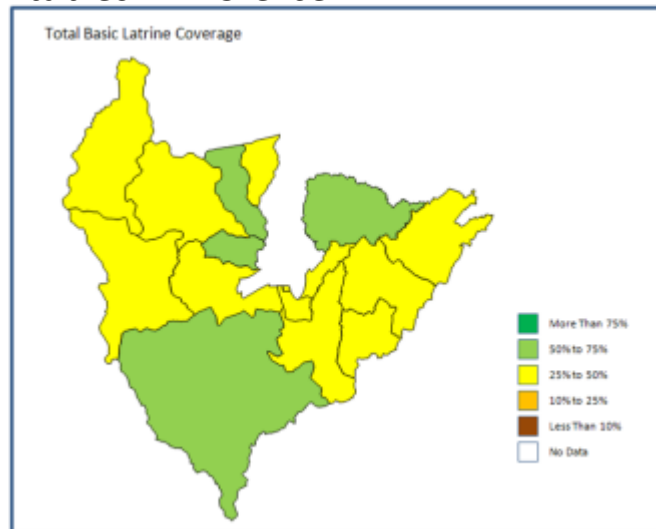 Total Basic Latrine Coverage
More Than 75%
50% to 75%
25% to 50%
10% to 25%
Less Than 10%
No Data